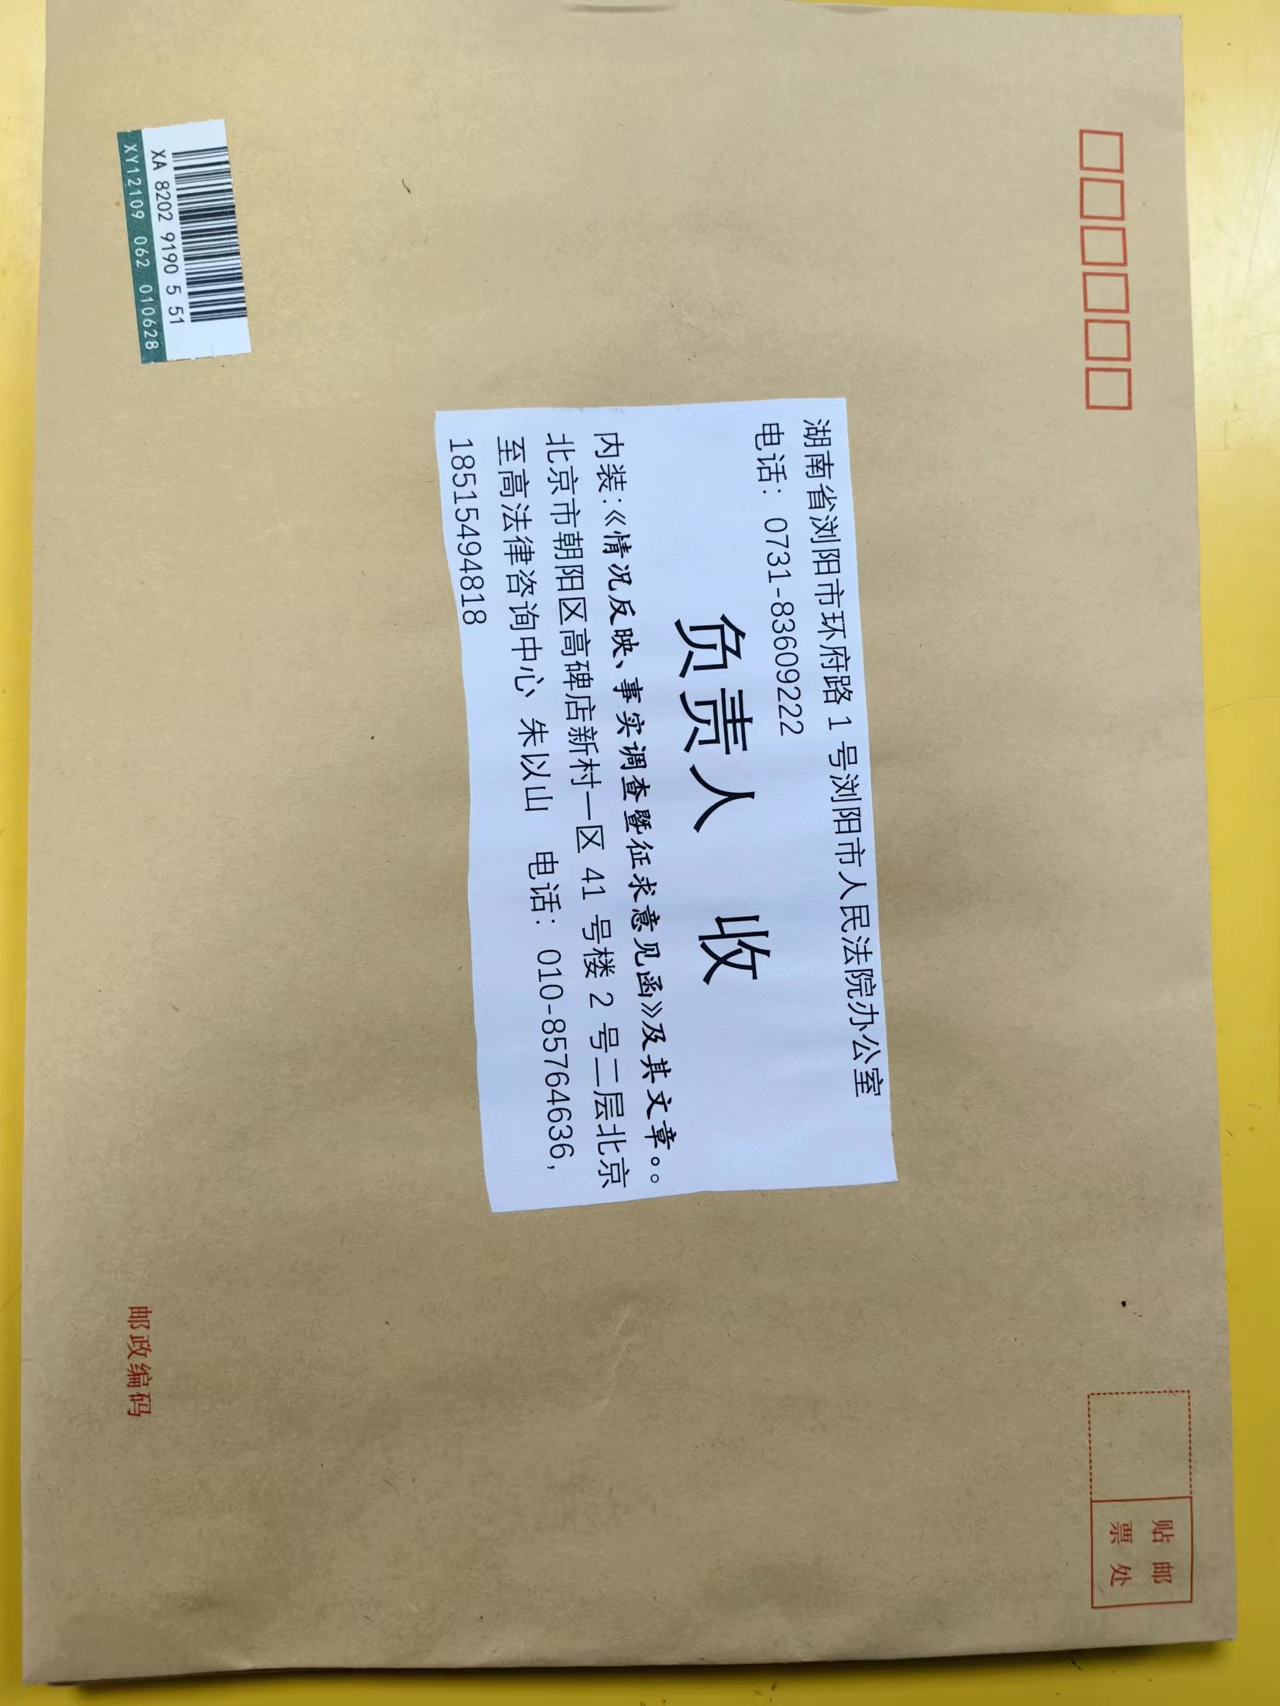 湖南省浏阳市环府路 1 号浏阳市人民法院办公室
电话：0731-83609222
负责人 收
内装:《情况反映、事实调查暨征求意见函》及其文章。。
北京市朝阳区高碑店新村一区 41 号楼 2 号二层北京
至高法律咨询中心 朱以山 电话：010-85764636,
18515494818
XA 8202 9190 5 51
XY12109 062 010628
贴 邮
票 处
邮政编码